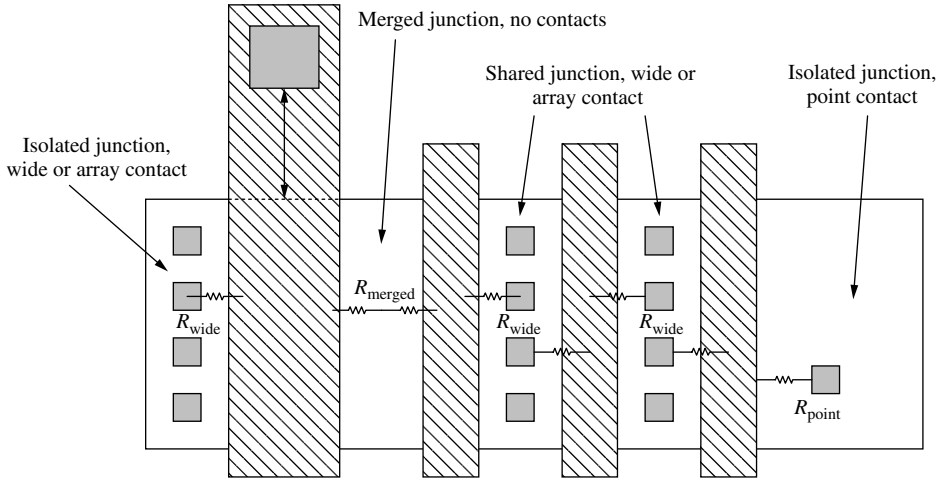 Merged junction, no contacts
Shared junction, wide or
array contact
Isolated junction,
point contact
Isolated junction,
wide or array contact
R_merged
R_wide
R_wide
R_wide
R_point